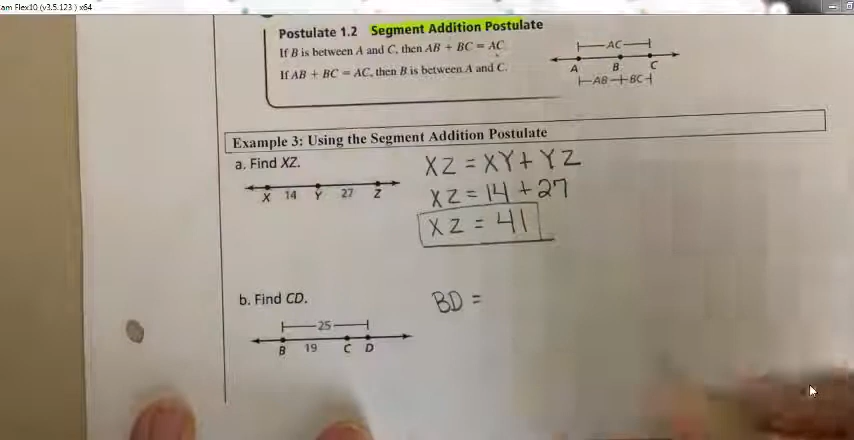 am Flex10 (v3.5.123 ) x64
Postulate 1.2 Segment Addition Postulate
If B is between A and C, then AB + BC = AC.
If AB + BC = AC, then B is between A and C.
AC
A B C
AB BC
Example 3: Using the Segment Addition Postulate
a. Find XZ.
X 14 Y 27 Z
XZ = XY + YZ
XZ = 14 + 27
XZ = 41
b. Find CD.
25
B 19 C D
BD =